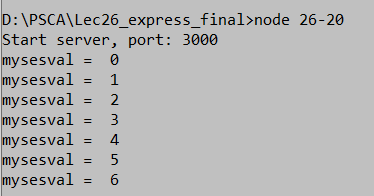 D:\PSCA\Lec26_express_final>node 26-20
Start server, port: 3000
mysesval =  0
mysesval =  1
mysesval =  2
mysesval =  3
mysesval =  4
mysesval =  5
mysesval =  6